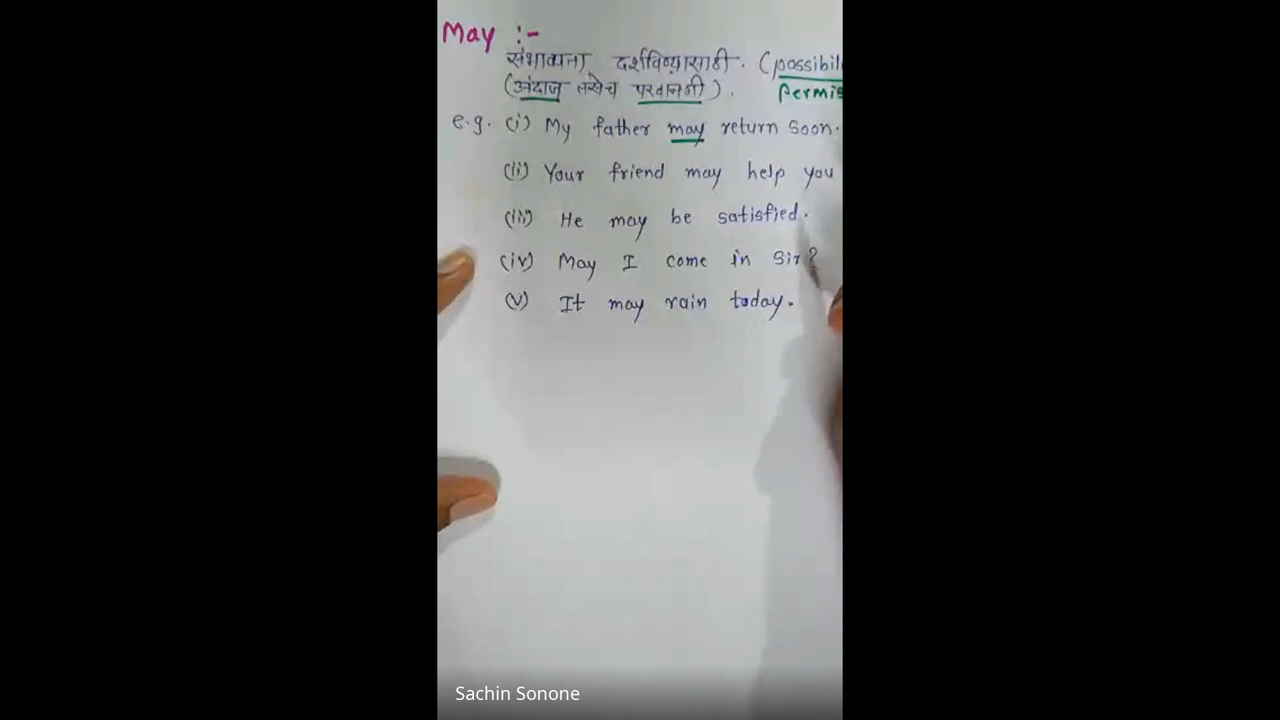 May :-
संभाव्यता दर्शविण्यासाठी. (possibil
(अंदाज तसेच परवानगी). Permis
e.g. (i) My father may return soon.
(ii) Your friend may help you
(iii) He may be satisfied.
(iv) May I come in Sir?
(v) It may rain today.
Sachin Sonone